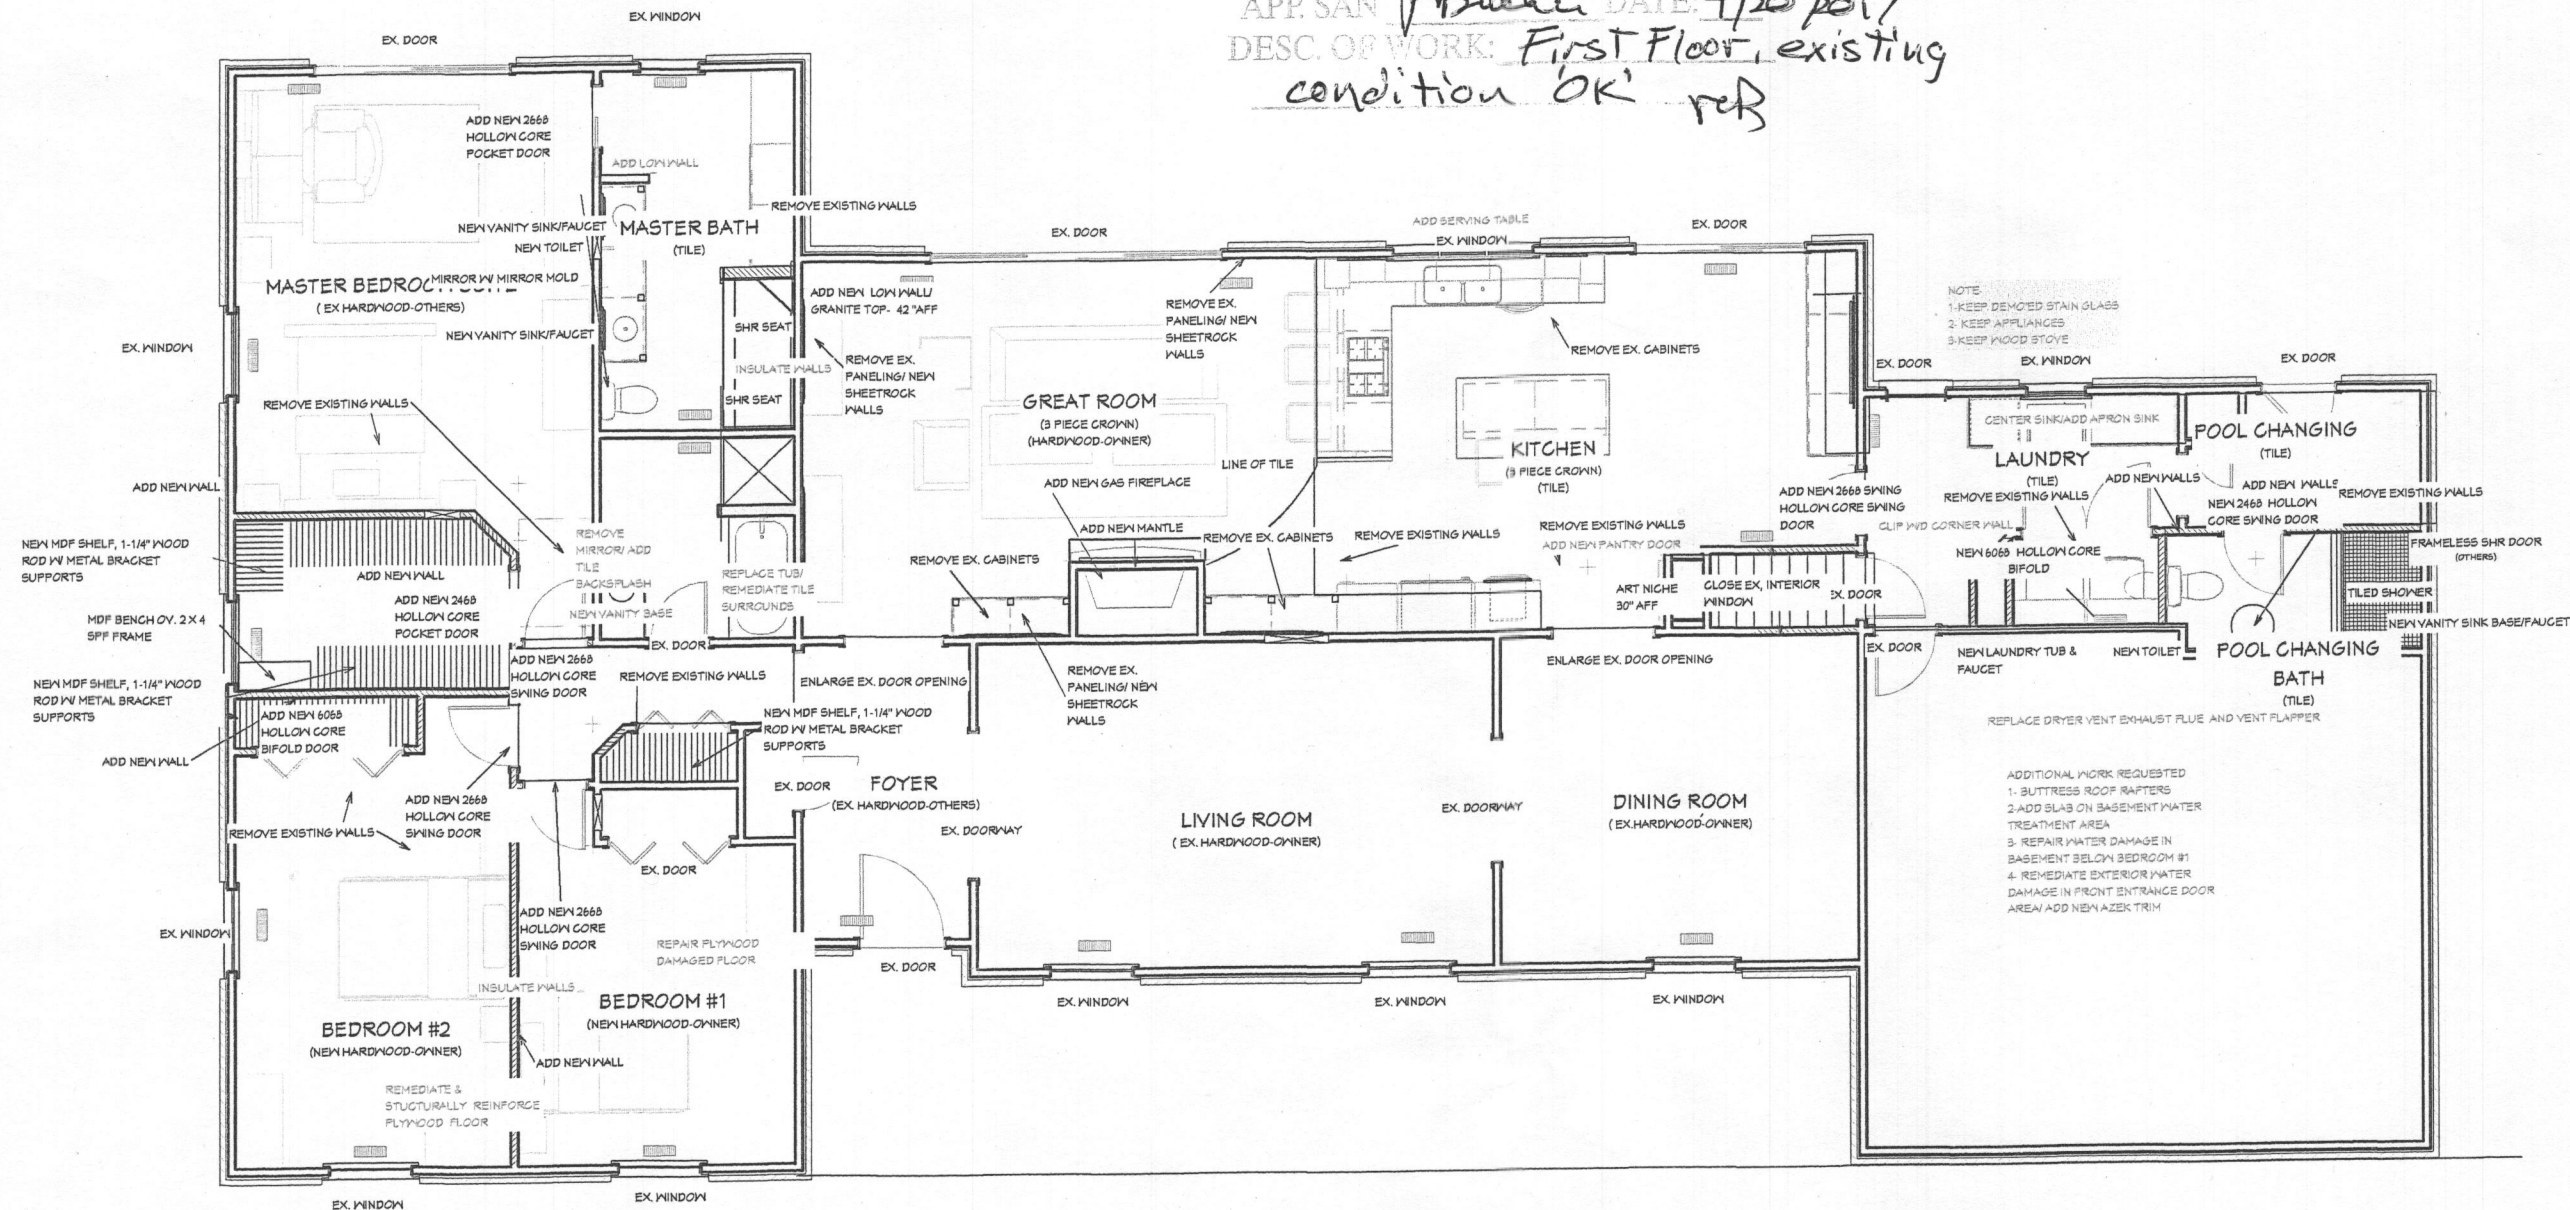 APP. SAN DATE:
DESC. OF WORK: First Floor, existing
condition 'OK'
EX. WINDOW
EX. DOOR
ADD NEW 2668
HOLLOW CORE
POCKET DOOR
ADD LOW WALL
REMOVE EXISTING WALLS
NEW VANITY SINK/FAUCET
MASTER BATH
(TILE)
NEW TOILET
MASTER BEDROO
MIRROR W/ MIRROR MOLD
(EX HARDWOOD-OTHERS)
NEW VANITY SINK/FAUCET
SHR SEAT
INSULATE WALLS
SHR SEAT
EX. WINDOW
REMOVE EXISTING WALLS
ADD NEW WALL
EX. DOOR
ADD SERVING TABLE
EX. WINDOW
EX. DOOR
ADD NEW LOW WALL/
GRANITE TOP- 42"AFF
REMOVE EX.
PANELING/ NEW
SHEETROCK
WALLS
REMOVE EX.
PANELING/ NEW
SHEETROCK
WALLS
REMOVE EX. CABINETS
GREAT ROOM
(3 PIECE CROWN)
(HARDWOOD-OWNER)
KITCHEN
(3 PIECE CROWN)
(TILE)
LINE OF TILE
ADD NEW GAS FIREPLACE
ADD NEW MANTLE
REMOVE EX. CABINETS
REMOVE EX. CABINETS
REMOVE EXISTING WALLS
REMOVE EXISTING WALLS
ADD NEW PANTRY DOOR
ART NICHE
30" AFF
CLOSE EX, INTERIOR
WINDOW
EX. DOOR
ADD NEW 2668 SWING
HOLLOW CORE SWING
DOOR
NOTE
1-KEEP DEMO'ED STAIN GLASS
2- KEEP APPLIANCES
3-KEEP WOOD STOVE
EX. DOOR
EX. WINDOW
EX. DOOR
CENTER SINK/ADD APRON SINK
POOL CHANGING
(TILE)
LAUNDRY
(TILE)
ADD NEW WALLS
ADD NEW WALLS
REMOVE EXISTING WALLS
REMOVE EXISTING WALLS
NEW 2468 HOLLOW
CORE SWING DOOR
CLIP W/D CORNER WALL
NEW 6068 HOLLOW CORE
BIFOLD
FRAMELESS SHR DOOR
(OTHERS)
TILED SHOWER
NEW VANITY SINK BASE/FAUCET
EX. DOOR
NEW LAUNDRY TUB &
FAUCET
NEW TOILET
POOL CHANGING
BATH
(TILE)
REPLACE DRYER VENT EXHAUST FLUE AND VENT FLAPPER
ADDITIONAL WORK REQUESTED
1- BUTTRESS ROOF RAFTERS
2-ADD SLAB ON BASEMENT WATER
TREATMENT AREA
3- REPAIR WATER DAMAGE IN
BASEMENT BELOW BEDROOM #1
4- REMEDIATE EXTERIOR WATER
DAMAGE IN FRONT ENTRANCE DOOR
AREA/ ADD NEW AZEK TRIM
NEW MDF SHELF, 1-1/4" WOOD
ROD W/ METAL BRACKET
SUPPORTS
ADD NEW WALL
REMOVE
MIRROR/ ADD
TILE
BACKSPLASH
NEW VANITY BASE
REPLACE TUB/
REMEDIATE TILE
SURROUNDS
ADD NEW 2468
HOLLOW CORE
POCKET DOOR
MDF BENCH OV. 2 X 4
SPF FRAME
EX. DOOR
ADD NEW 2668
HOLLOW CORE
SWING DOOR
REMOVE EXISTING WALLS
ENLARGE EX. DOOR OPENING
REMOVE EX.
PANELING/ NEW
SHEETROCK
WALLS
ENLARGE EX. DOOR OPENING
NEW MDF SHELF, 1-1/4" WOOD
ROD W/ METAL BRACKET
SUPPORTS
ADD NEW 6068
HOLLOW CORE
BIFOLD DOOR
NEW MDF SHELF, 1-1/4" WOOD
ROD W/ METAL BRACKET
SUPPORTS
ADD NEW WALL
EX. DOOR
FOYER
(EX. HARDWOOD-OTHERS)
EX. DOORWAY
ADD NEW 2668
HOLLOW CORE
SWING DOOR
REMOVE EXISTING WALLS
EX. DOOR
LIVING ROOM
( EX. HARDWOOD-OWNER)
EX. DOORWAY
DINING ROOM
( EX.HARDWOOD-OWNER)
ADD NEW 2668
HOLLOW CORE
SWING DOOR
EX. WINDOW
REPAIR PLYWOOD
DAMAGED FLOOR
EX. DOOR
INSULATE WALLS
BEDROOM #1
(NEW HARDWOOD-OWNER)
EX. WINDOW
EX. WINDOW
EX. WINDOW
BEDROOM #2
(NEW HARDWOOD-OWNER)
ADD NEW WALL
REMEDIATE &
STUCTURALLY REINFORCE
PLYWOOD FLOOR
EX. WINDOW
EX. WINDOW